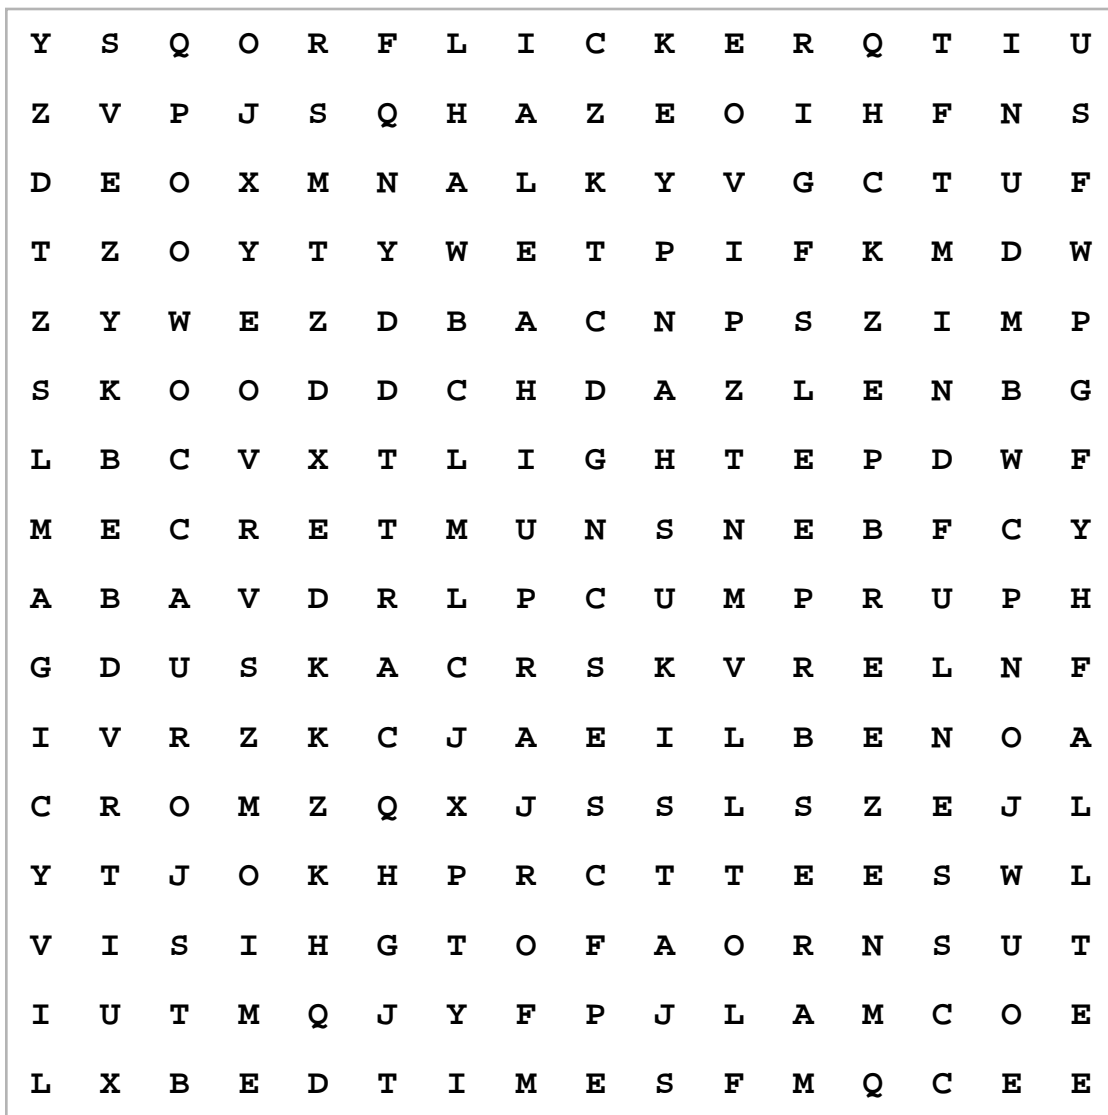 Y S Q O R F L I C K E R Q T I U
Z V P J S Q H A Z E O I H F N S
D E O X M N A L K Y V G C T U F
T Z O Y T Y W E T P I F K M D W
Z Y W E Z D B A C N P S Z I M P
S K O O D D C H D A Z L E N B G
L B C V X T L I G H T E P D W F
M E C R E T M U N S N E B F C Y
A B A V D R L P C U M P R U P H
G D U S K A C R S K V R E L N F
I V R Z K C J A E I L B E N O A
C R O M Z Q X J S S L S Z E J L
Y T J O K H P R C T T E E S W L
V I S I H G T O F A O R N S U T
I U T M Q J Y F P J L A M C O E
L X B E D T I M E S F M Q C E E